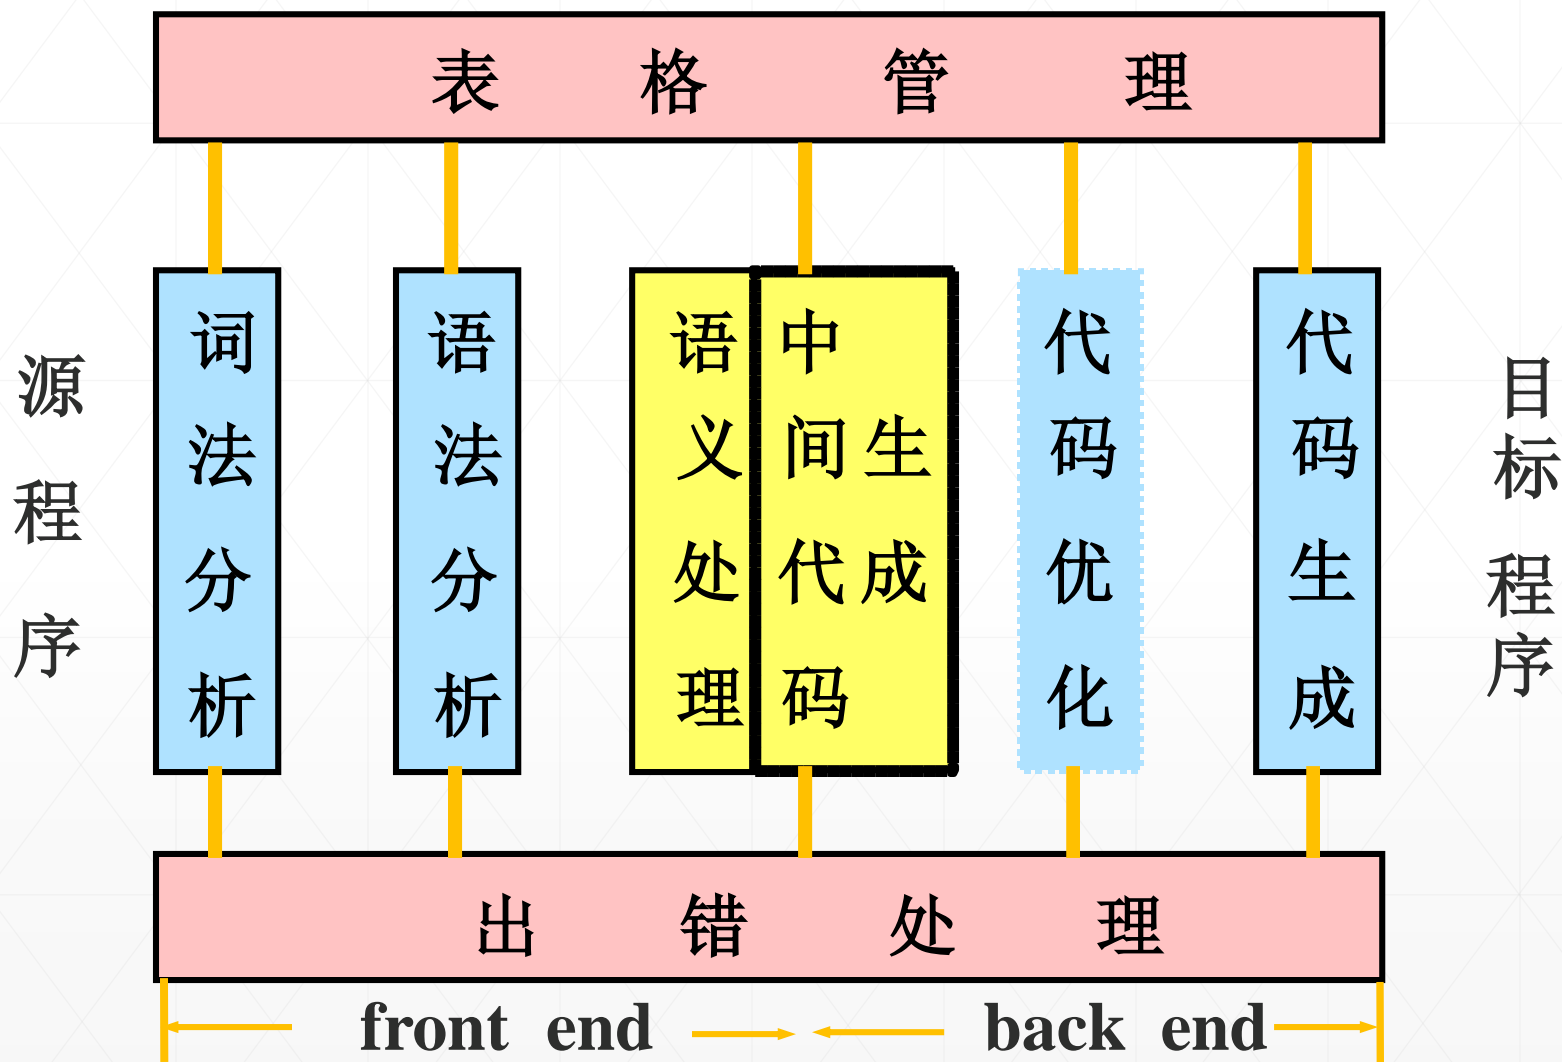 表格管理
源程序
词法分析
语法分析
语义处理
中间代码
生成
代码优化
代码生成
目标程序
出错处理
front end
back end